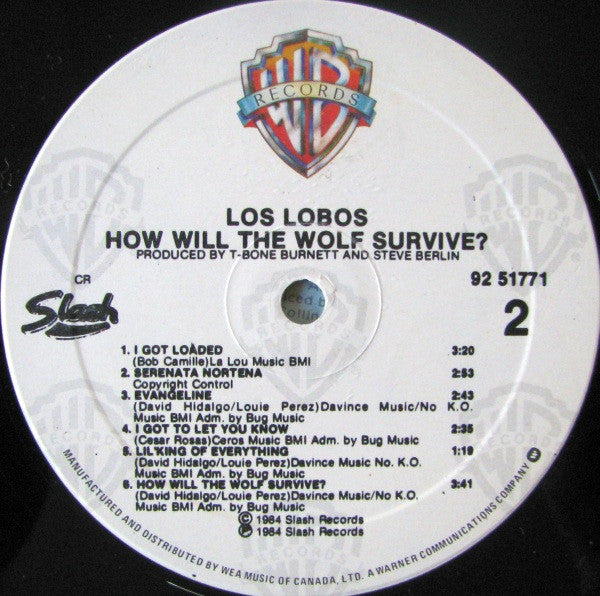 WB
RECORDS
LOS LOBOS
HOW WILL THE WOLF SURVIVE?
PRODUCED BY T-BONE BURNETT AND STEVE BERLIN
CR
92 51771
Slash
2
1. I GOT LOADED 3:20
(Bob Camille)La Lou Music BMI
2. SERENATA NORTENA 2:53
Copyright Control
3. EVANGELINE 2:43
(David Hidalgo/Louie Perez)Davince Music/No K.O.
Music BMI Adm. by Bug Music
4. I GOT TO LET YOU KNOW 2:35
(Cesar Rosas)Ceros Music BMI Adm. by Bug Music
5. LIL'KING OF EVERYTHING 1:19
(David Hidalgo/Louie Perez)Davince Music No. K.O.
Music BMI Adm. by Bug Music
6. HOW WILL THE WOLF SURVIVE? 3:41
(David Hidalgo/Louie Perez)Davince Music/No K.O.
Music BMI Adm. by Bug Music
© 1984 Slash Records
℗ 1984 Slash Records
MANUFACTURED AND DISTRIBUTED BY WEA MUSIC OF CANADA, LTD. A WARNER COMMUNICATIONS COMPANY